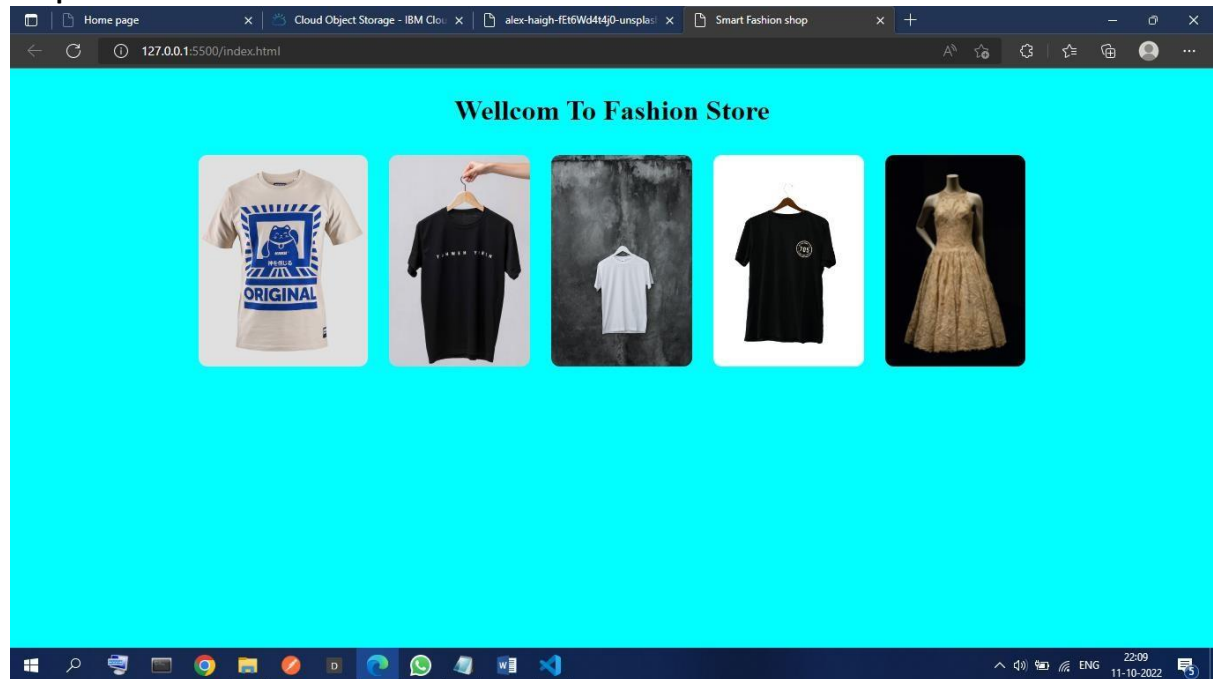 Home page
Cloud Object Storage - IBM Clou
alex-haigh-fEt6Wd4t4j0-unsplas
Smart Fashion shop
127.0.0.1:5500/index.html
Wellcom To Fashion Store
ORIGINAL
22:09
ENG
11-10-2022
5